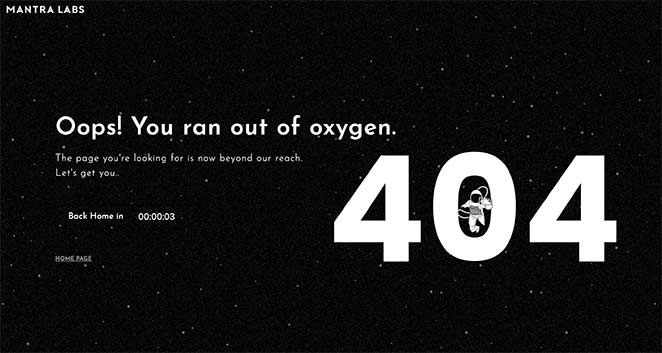 MANTRA LABS
Oops! You ran out of oxygen.
The page you're looking for is now beyond our reach.
Let's get you..
404
Back Home in 00:00:03
HOME PAGE